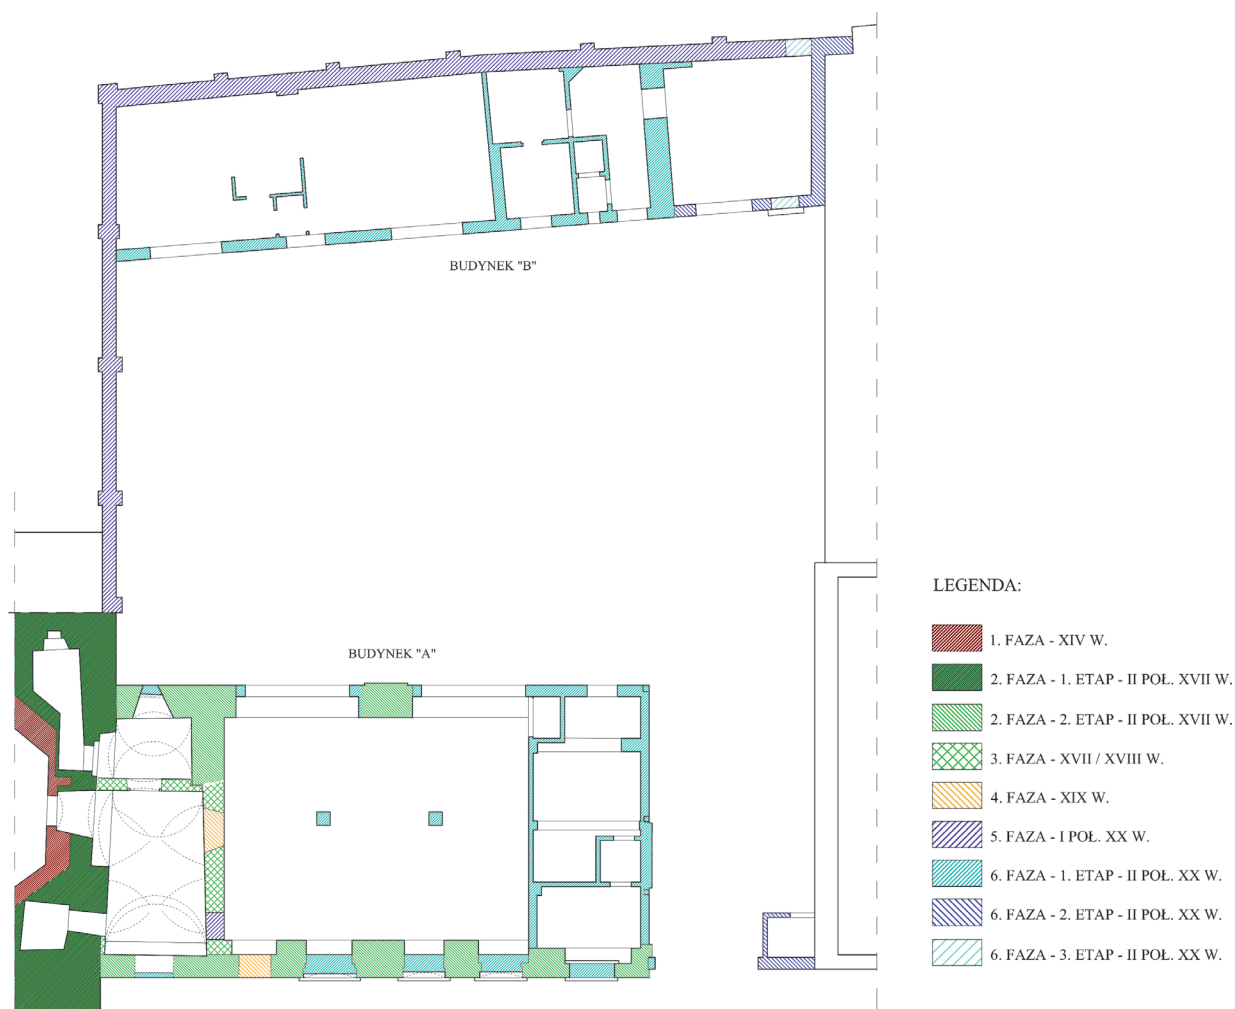 BUDYNEK "B"
BUDYNEK "A"
LEGENDA:
1. FAZA - XIV W.
2. FAZA - 1. ETAP - II POŁ. XVII W.
2. FAZA - 2. ETAP - II POŁ. XVII W.
3. FAZA - XVII / XVIII W.
4. FAZA - XIX W.
5. FAZA - I POŁ. XX W.
6. FAZA - 1. ETAP - II POŁ. XX W.
6. FAZA - 2. ETAP - II POŁ. XX W.
6. FAZA - 3. ETAP - II POŁ. XX W.